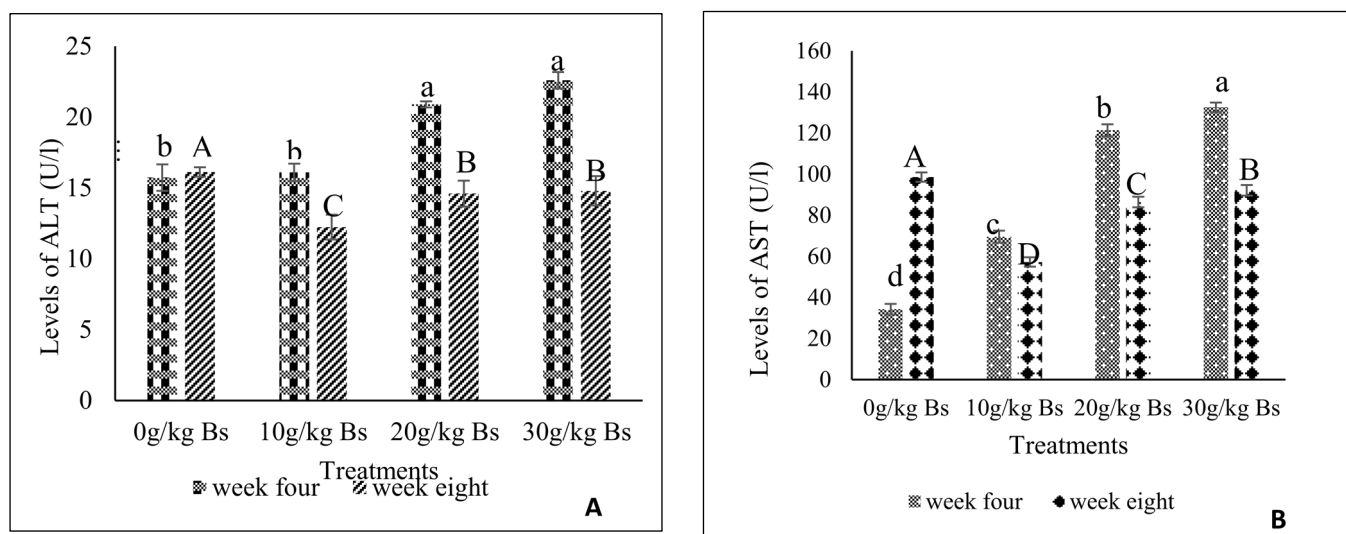 25
20
15
10
5
0
Levels of ALT (U/l)
b
A
b
C
a
B
a
B
0g/kg Bs
10g/kg Bs
20g/kg Bs
30g/kg Bs
Treatments
week four
week eight
A
160
140
120
100
80
60
40
20
0
Levels of AST (U/l)
d
A
c
D
b
C
a
B
0g/kg Bs
10g/kg Bs
20g/kg Bs
30g/kg Bs
Treatments
week four
week eight
B